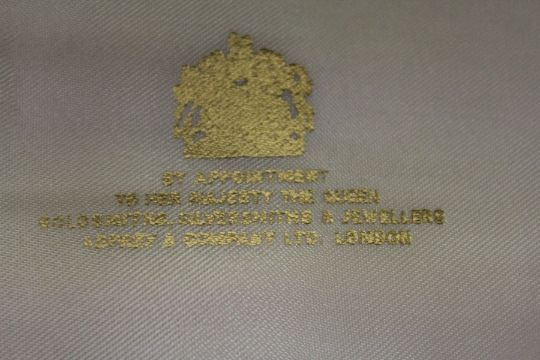 BY APPOINTMENT
TO HER MAJESTY THE QUEEN
GOLDSMITHS, SILVERSMITHS & JEWELLERS
ASPREY & COMPANY LTD. LONDON